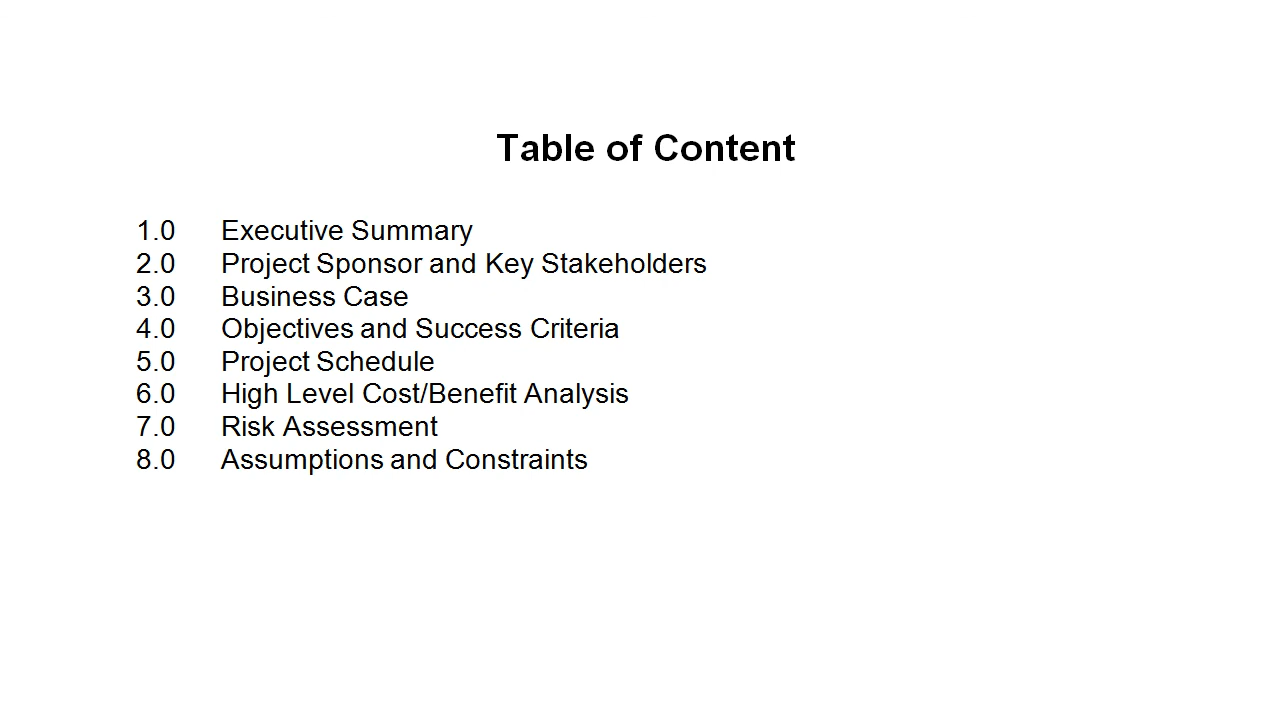 Table of Content
1.0 Executive Summary
2.0 Project Sponsor and Key Stakeholders
3.0 Business Case
4.0 Objectives and Success Criteria
5.0 Project Schedule
6.0 High Level Cost/Benefit Analysis
7.0 Risk Assessment
8.0 Assumptions and Constraints